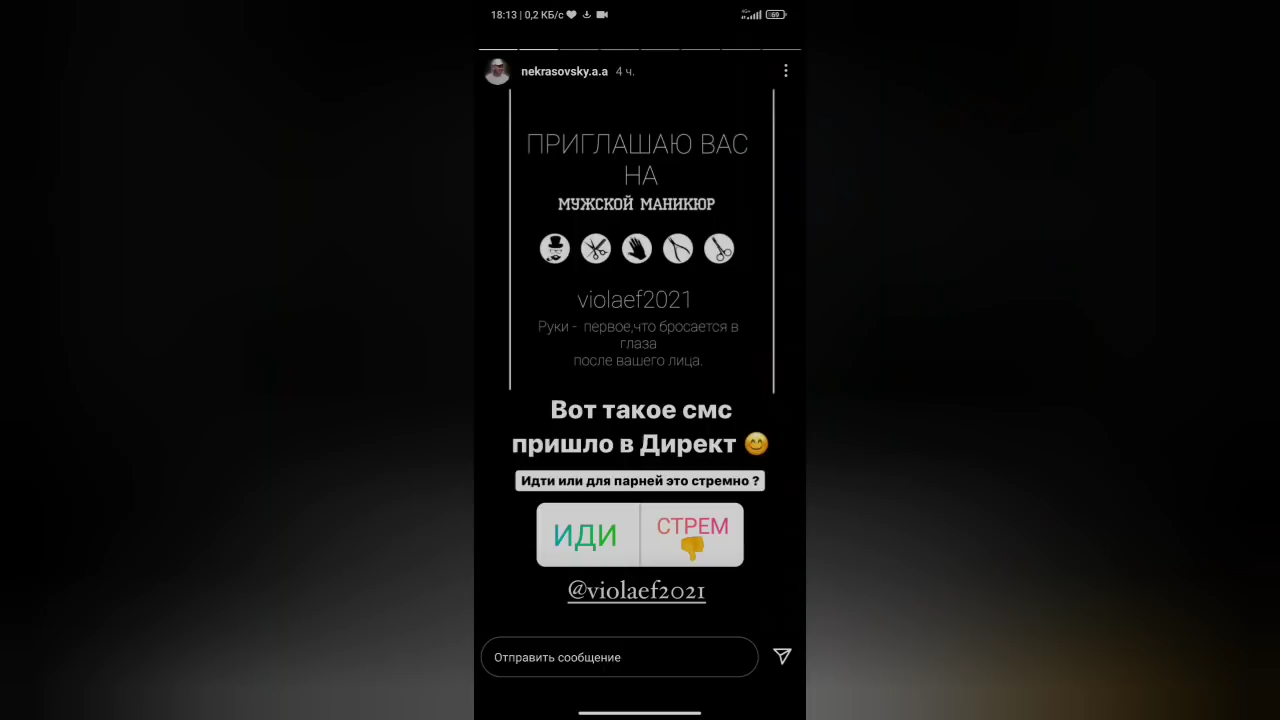 18:13 | 0,2 КБ/с
4G+ 69
nekrasovsky.a.a 4 ч.
ПРИГЛАШАЮ ВАС
НА
МУЖСКОЙ МАНИКЮР
violaef2021
Руки - первое,что бросается в
глаза
после вашего лица.
Вот такое смс
пришло в Директ 😊
Идти или для парней это стремно ?
ИДИ
СТРЕМ
👎
@violaef2021
Отправить сообщение